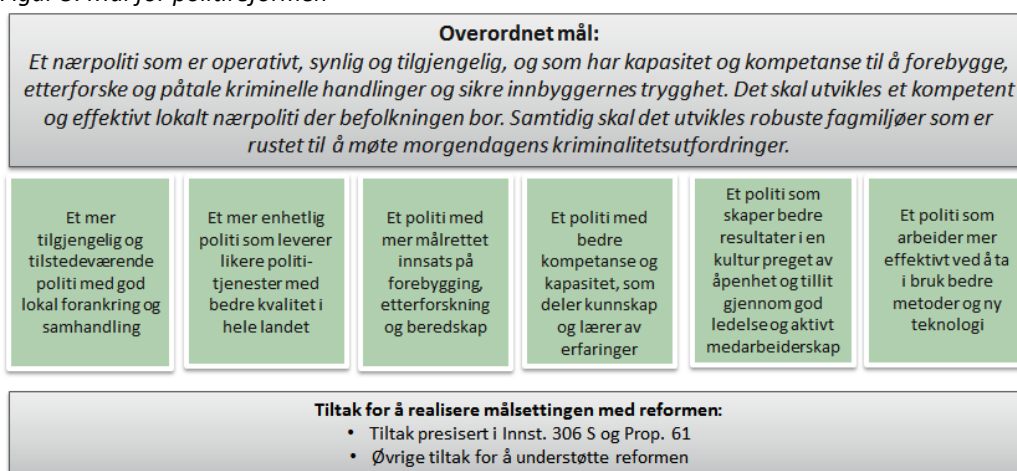 Figur 3: Mål for politireformen
Overordnet mål:
Et nærpoliti som er operativt, synlig og tilgjengelig, og som har kapasitet og kompetanse til å forebygge,
etterforske og påtale kriminelle handlinger og sikre innbyggernes trygghet. Det skal utvikles et kompetent
og effektivt lokalt nærpoliti der befolkningen bor. Samtidig skal det utvikles robuste fagmiljøer som er
rustet til å møte morgendagens kriminalitetsutfordringer.
Et mer
tilgjengelig og
tilstedeværende
politi med god
lokal forankring og
samhandling
Et mer enhetlig
politi som leverer
likere politi-
tjenester med
bedre kvalitet i
hele landet
Et politi med
mer målrettet
innsats på
forebygging,
etterforskning
og beredskap
Et politi med
bedre
kompetanse og
kapasitet, som
deler kunnskap
og lærer av
erfaringer
Et politi som
skaper bedre
resultater i en
kultur preget av
åpenhet og tillit
gjennom god
ledelse og aktivt
medarbeiderskap
Et politi som
arbeider mer
effektivt ved å ta
i bruk bedre
metoder og ny
teknologi
Tiltak for å realisere målsettingen med reformen:
• Tiltak presisert i Innst. 306 S og Prop. 61
• Øvrige tiltak for å understøtte reformen